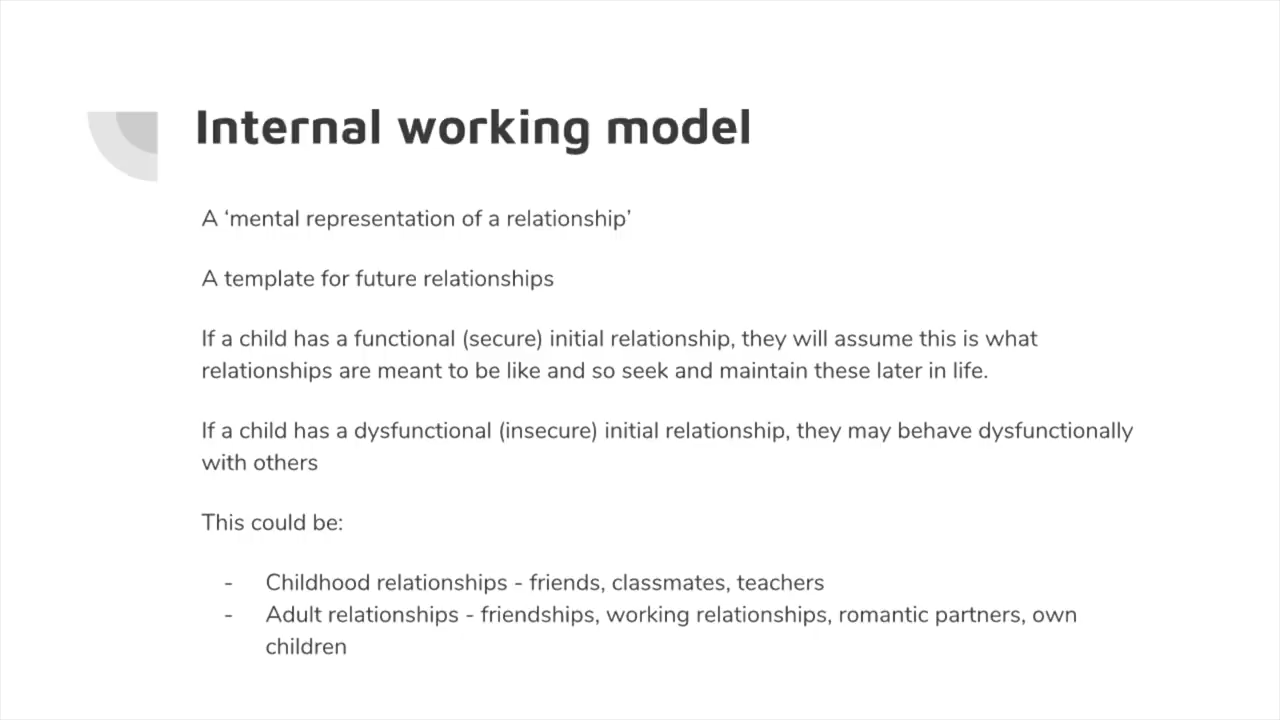 Internal working model
A ‘mental representation of a relationship’
A template for future relationships
If a child has a functional (secure) initial relationship, they will assume this is what
relationships are meant to be like and so seek and maintain these later in life.
If a child has a dysfunctional (insecure) initial relationship, they may behave dysfunctionally
with others
This could be:
- Childhood relationships - friends, classmates, teachers
- Adult relationships - friendships, working relationships, romantic partners, own
children